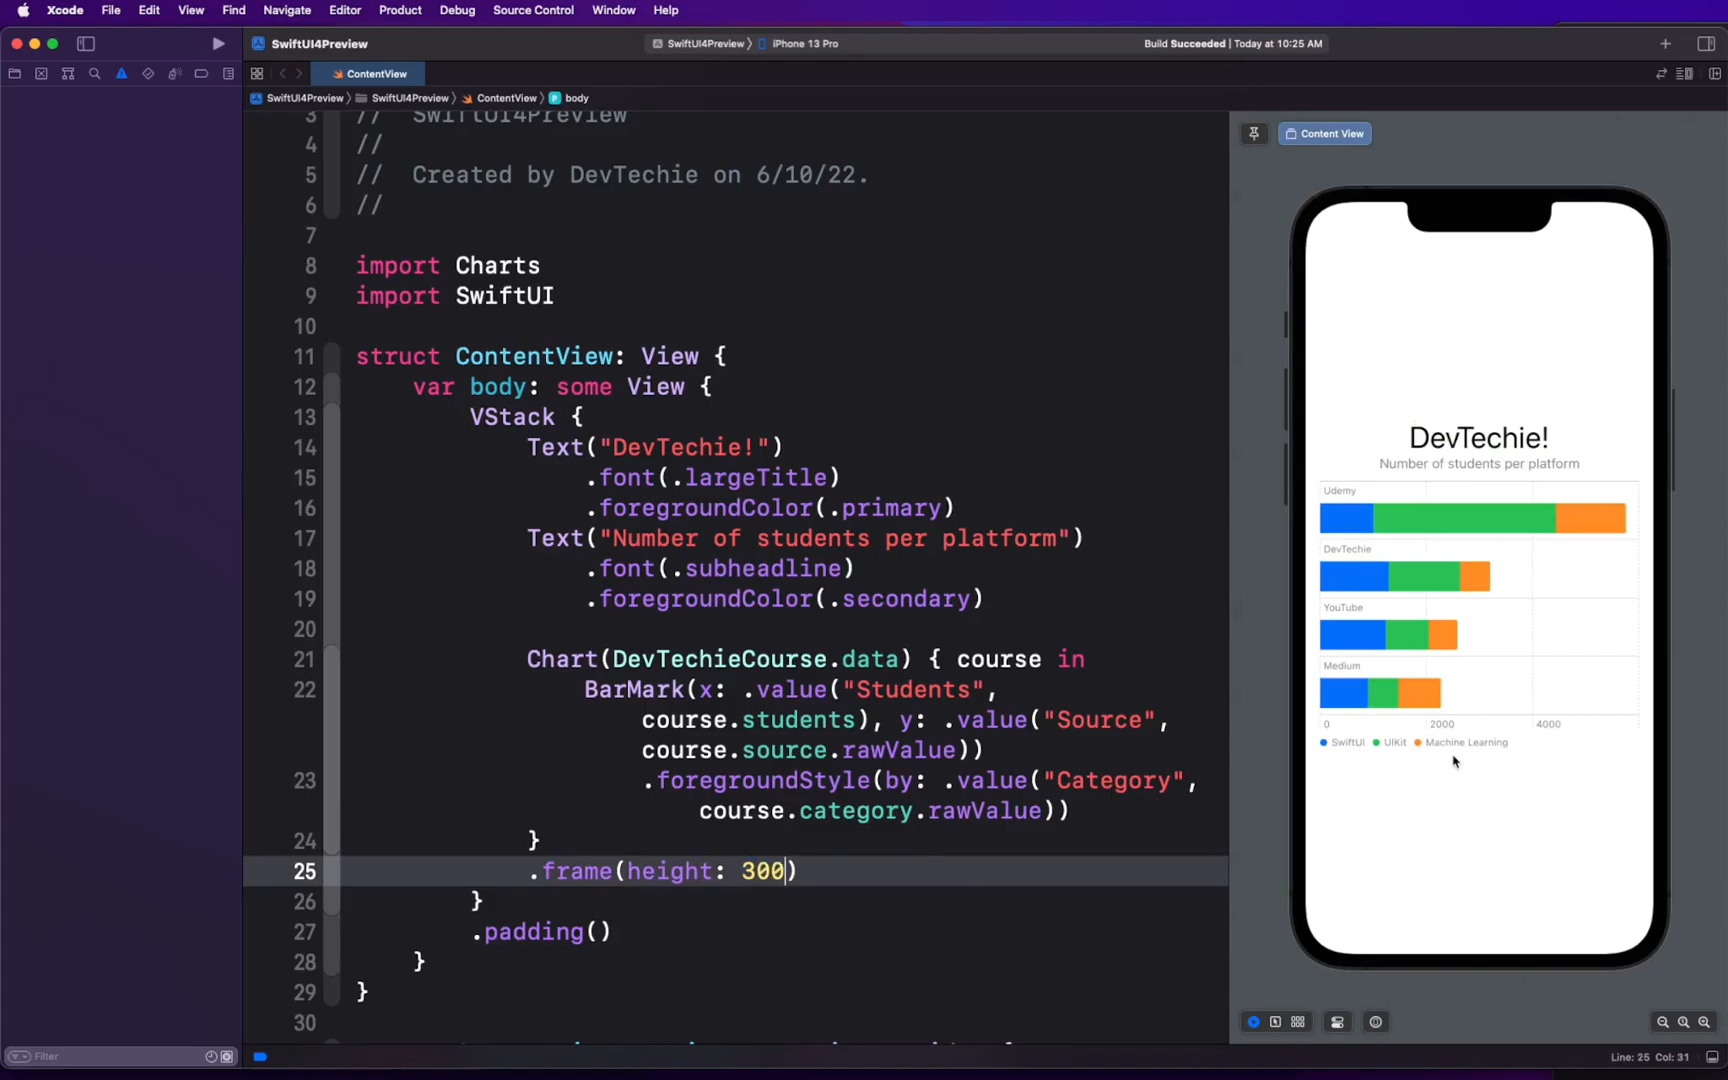 Xcode File Edit View Find Navigate Editor Product Debug Source Control Window Help
SwiftUI4Preview
SwiftUI4Preview iPhone 13 Pro
Build Succeeded | Today at 10:25 AM
ContentView
SwiftUI4Preview SwiftUI4Preview ContentView body
3 // SwiftUI4Preview
4 //
5 // Created by DevTechie on 6/10/22.
6 //
7
8 import Charts
9 import SwiftUI
10
11 struct ContentView: View {
12 var body: some View {
13 VStack {
14 Text("DevTechie!")
15 .font(.largeTitle)
16 .foregroundColor(.primary)
17 Text("Number of students per platform")
18 .font(.subheadline)
19 .foregroundColor(.secondary)
20
21 Chart(DevTechieCourse.data) { course in
22 BarMark(x: .value("Students",
course.students), y: .value("Source",
course.source.rawValue))
23 .foregroundStyle(by: .value("Category",
course.category.rawValue))
24 }
25 .frame(height: 300)
26 }
27 .padding()
28 }
29 }
30
Content View
DevTechie!
Number of students per platform
Udemy
DevTechie
YouTube
Medium
0 2000 4000
SwiftUI UIKit Machine Learning
Filter
Line: 25 Col: 31